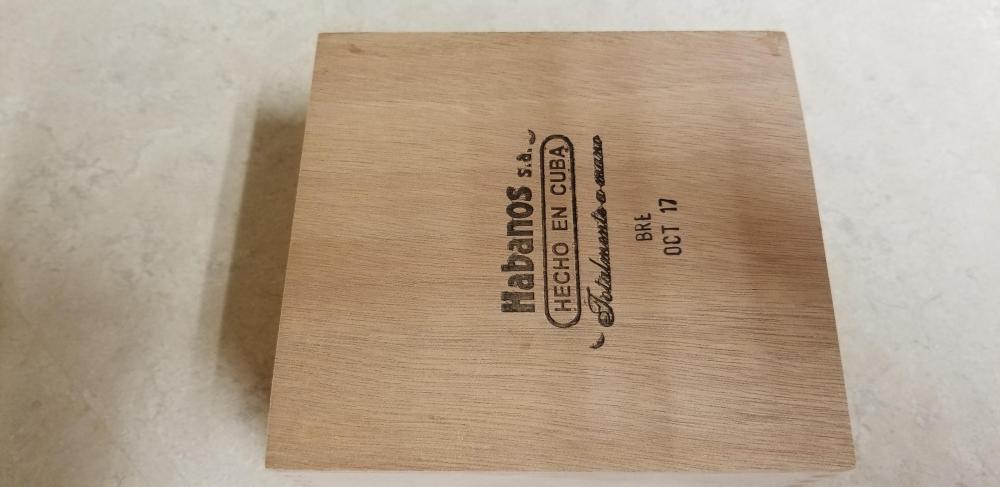 Habanos s.a.
HECHO EN CUBA
Totalmente a mano
BRE
OCT 17